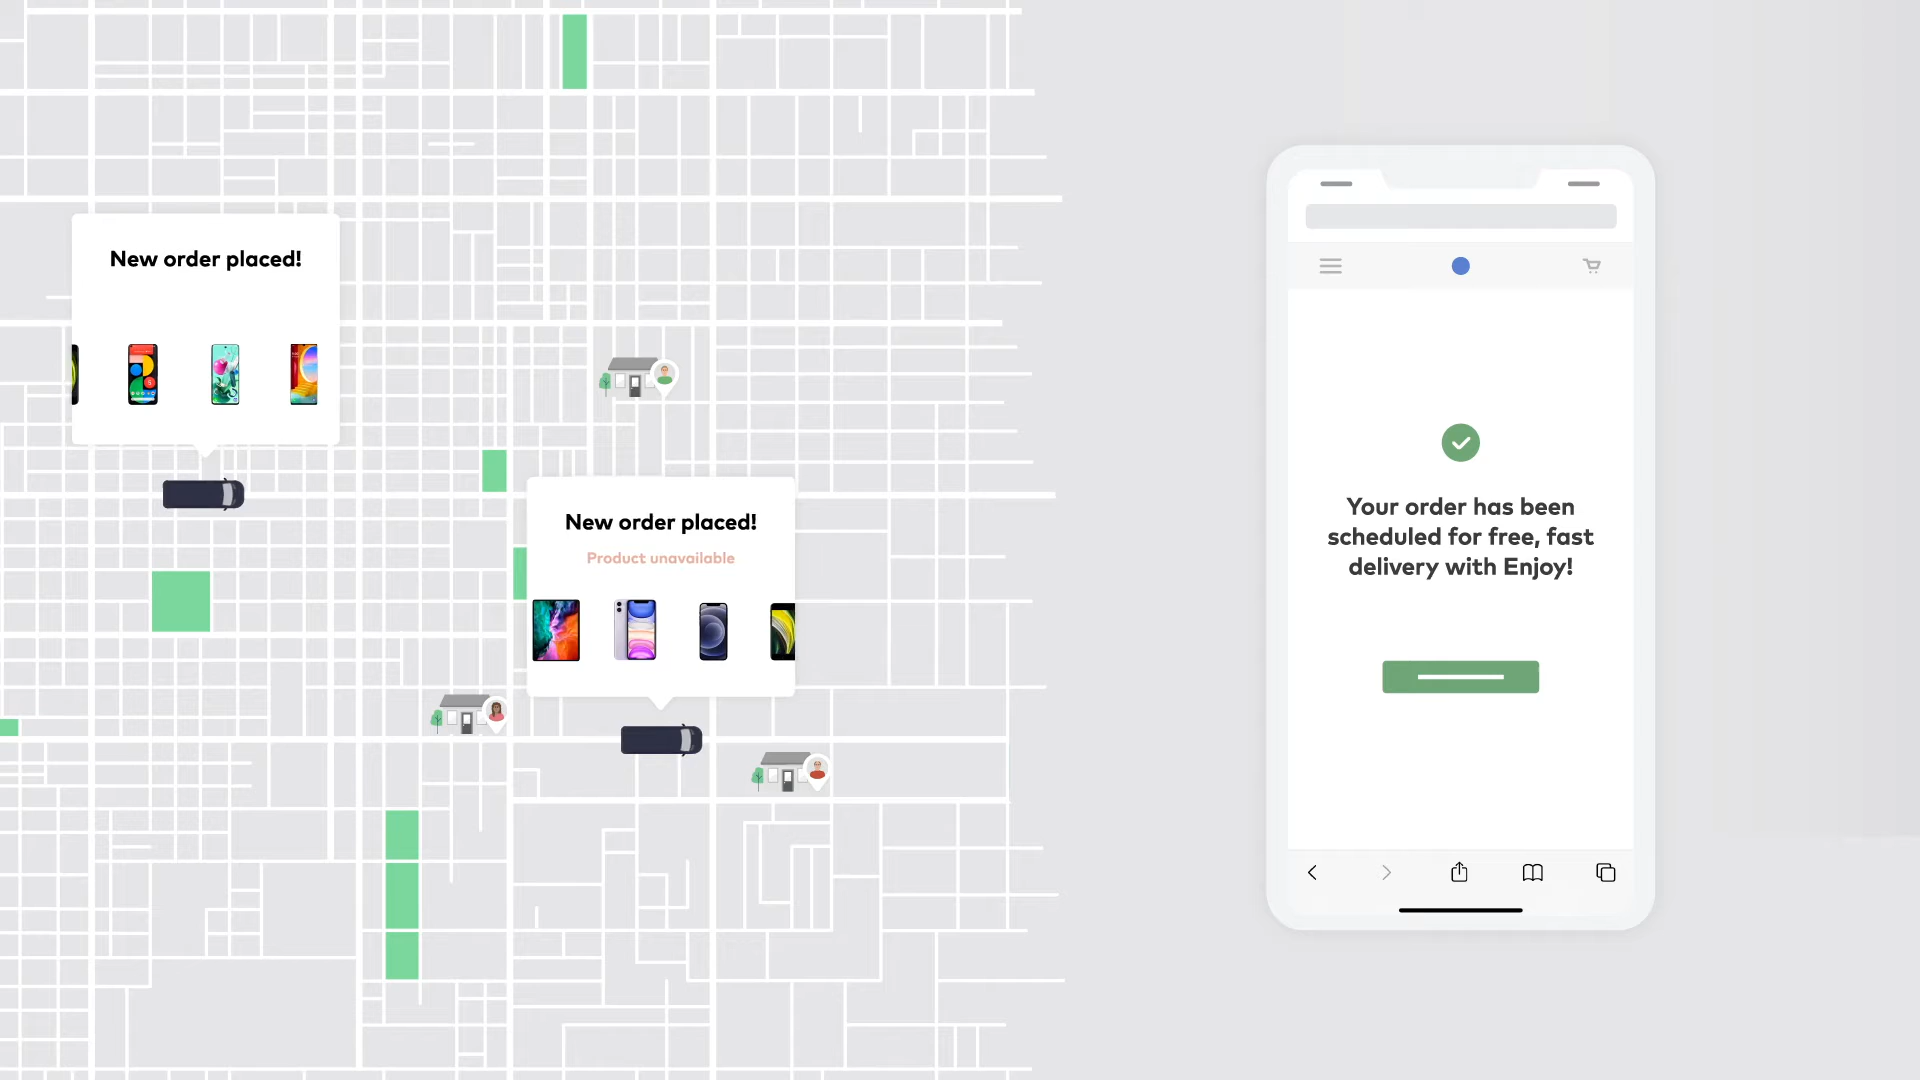 New order placed!
New order placed!
Product unavailable
Your order has been
scheduled for free, fast
delivery with Enjoy!